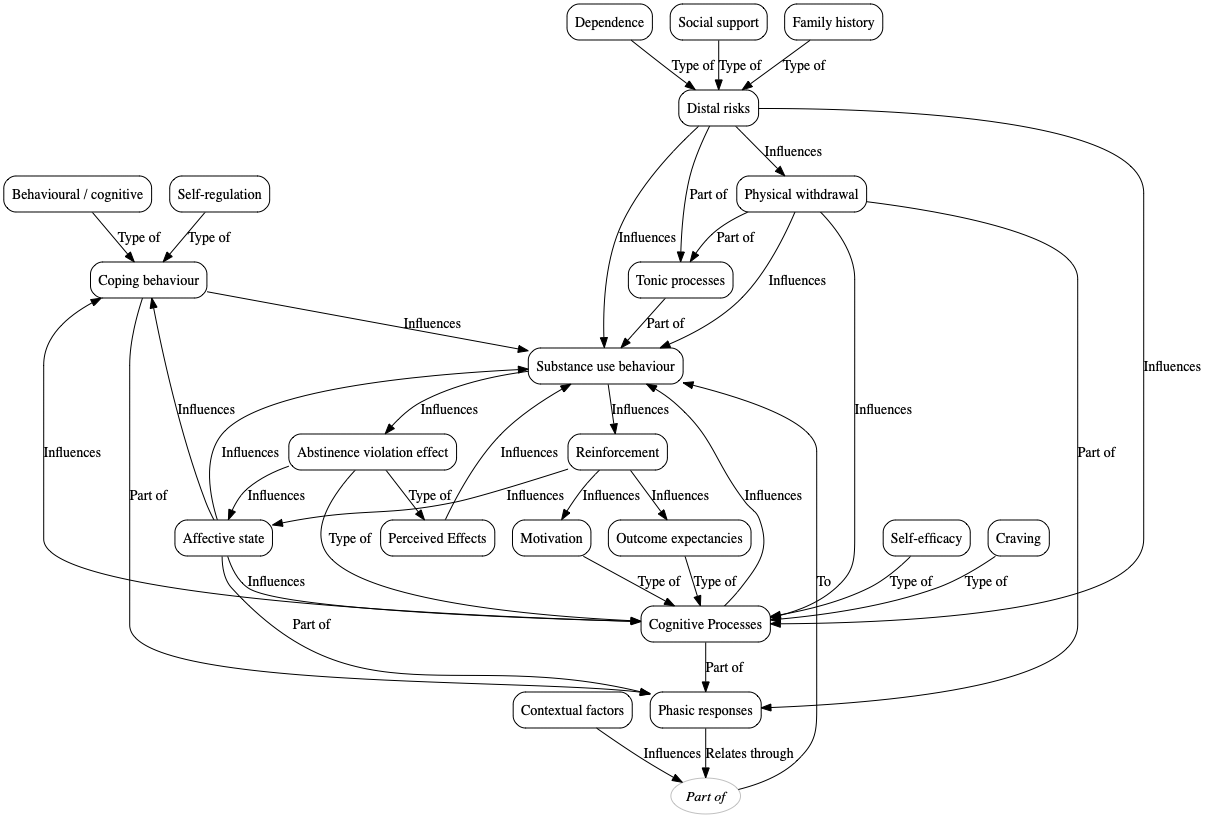 Dependence
Social support
Family history
Type of
Type of
Type of
Distal risks
Influences
Behavioural / cognitive
Self-regulation
Part of
Physical withdrawal
Type of
Type of
Influences
Part of
Coping behaviour
Tonic processes
Influences
Influences
Part of
Substance use behaviour
Influences
Influences
Influences
Influences
Influences
Influences
Abstinence violation effect
Influences
Reinforcement
Influences
Part of
Part of
Influences
Type of
Influences
Influences
Influences
Influences
Affective state
Type of
Perceived Effects
Motivation
Outcome expectancies
Self-efficacy
Craving
Influences
Type of
Type of
To
Type of
Type of
Part of
Cognitive Processes
Part of
Contextual factors
Phasic responses
Influences
Relates through
Part of